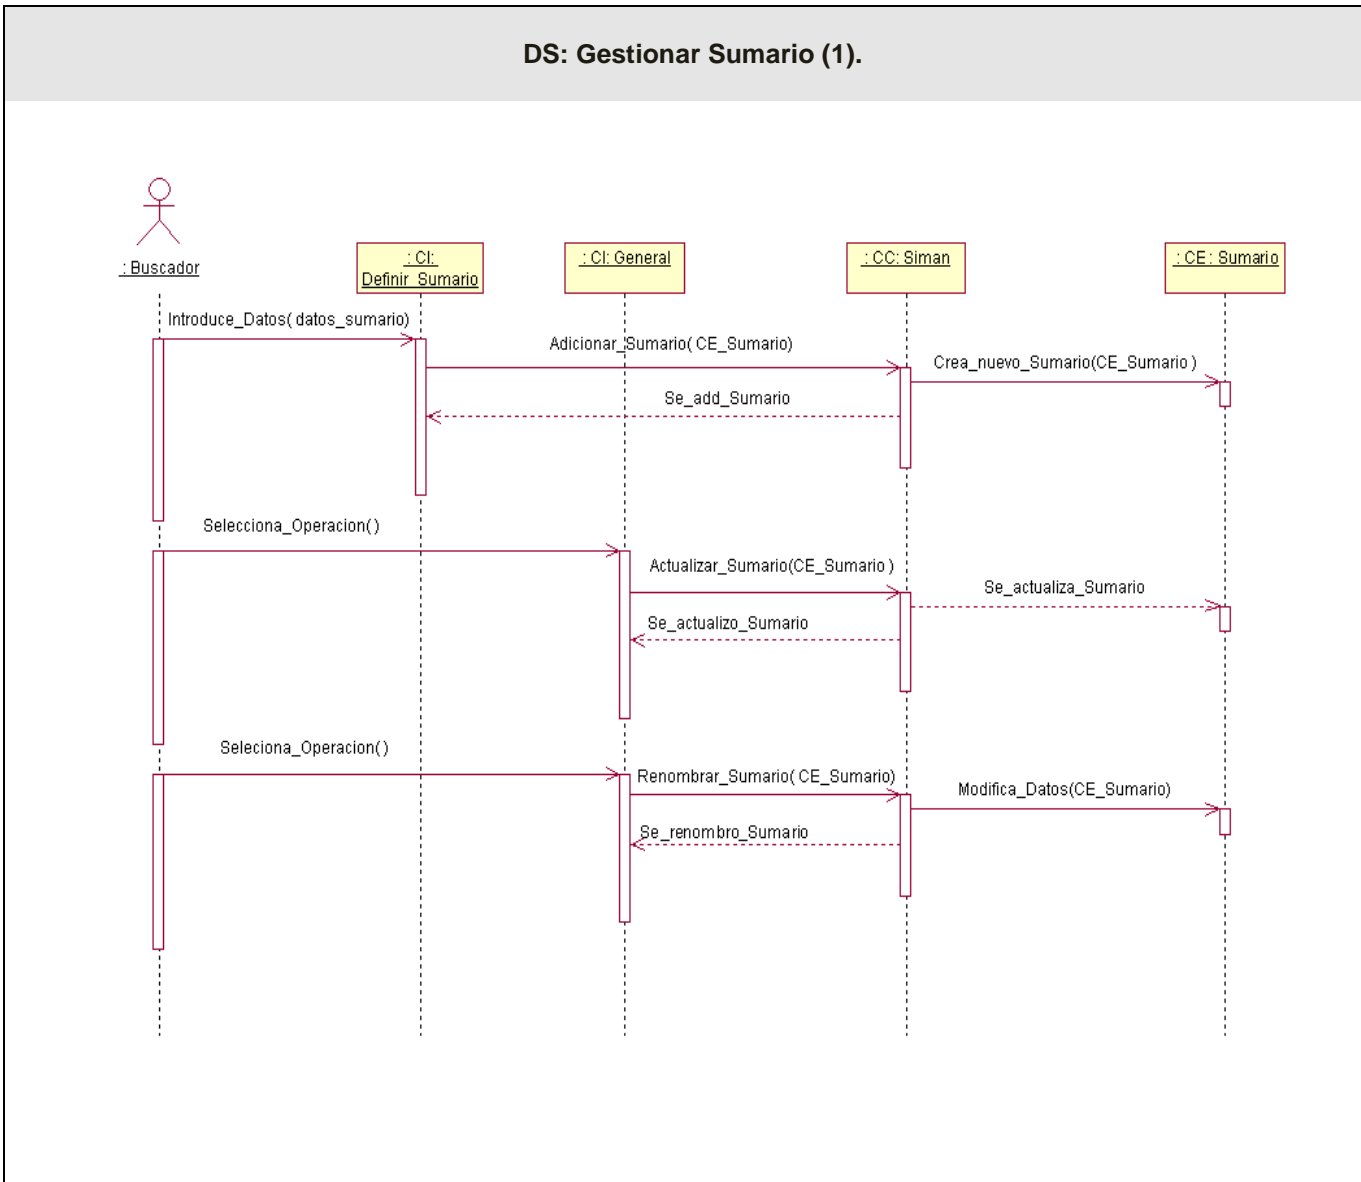 DS: Gestionar Sumario (1).
: Buscador
: CI:
Definir_Sumario
: CI: General
: CC: Siman
: CE: Sumario
Introduce_Datos( datos_sumario)
Adicionar_Sumario( CE_Sumario)
Crea_nuevo_Sumario(CE_Sumario )
Se_add_Sumario
Selecciona_Operacion( )
Actualizar_Sumario(CE_Sumario )
Se_actualiza_Sumario
Se_actualizo_Sumario
Seleciona_Operacion( )
Renombrar_Sumario( CE_Sumario)
Modifica_Datos(CE_Sumario)
Se_renombro_Sumario